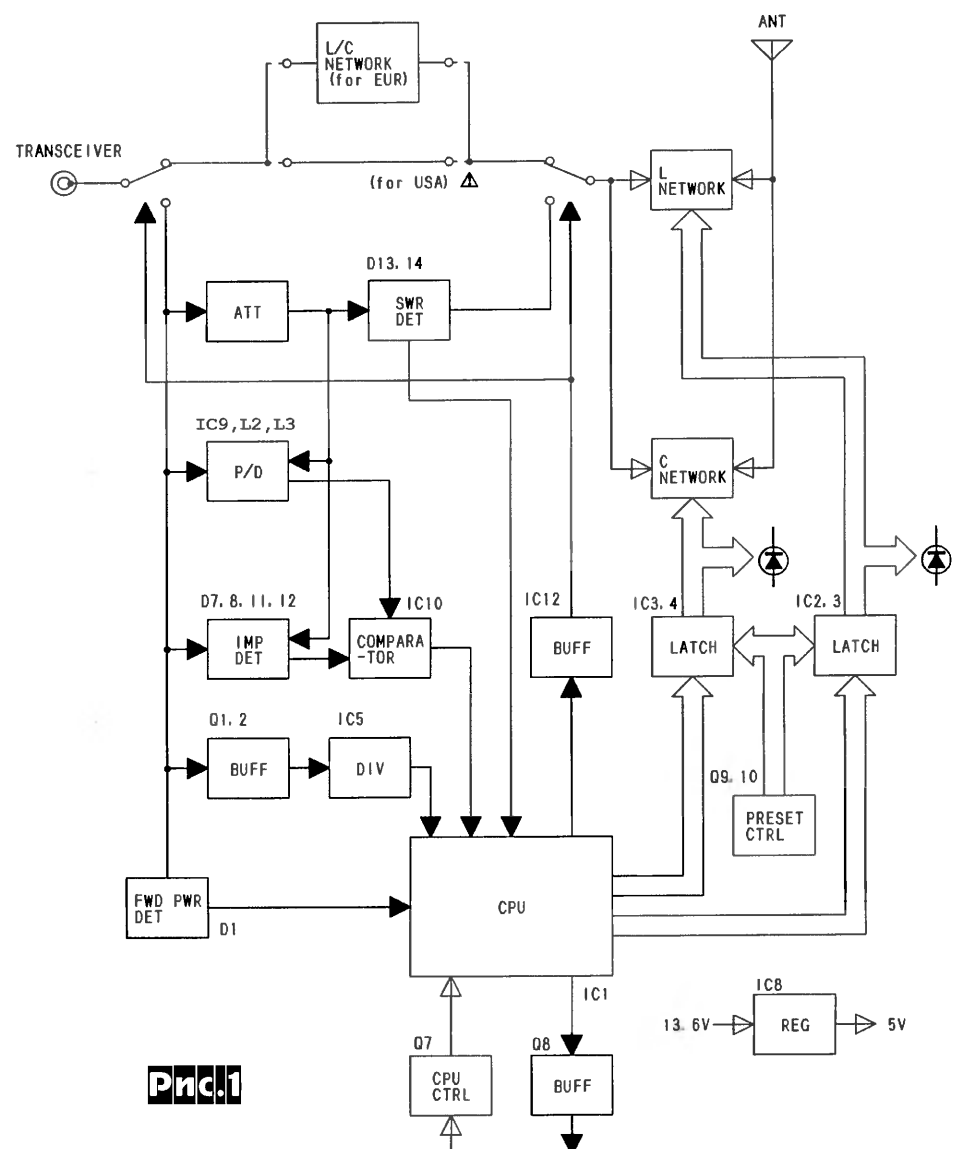 ANT
L/C
NETWORK
(for EUR)
TRANSCEIVER
(for USA)
L
NETWORK
D13. 14
ATT
SWR
DET
IC9,L2,L3
P/D
C
NETWORK
D7. 8. 11. 12
IC10
IC12
IC3. 4
IC2. 3
IMP
DET
COMPARA
-TOR
BUFF
LATCH
LATCH
Q1. 2
IC5
BUFF
DIV
Q9. 10
PRESET
CTRL
FWD PWR
DET
D1
CPU
IC1
IC8
13. 6V
REG
5V
Q7
Q8
CPU
CTRL
BUFF
Рис.1